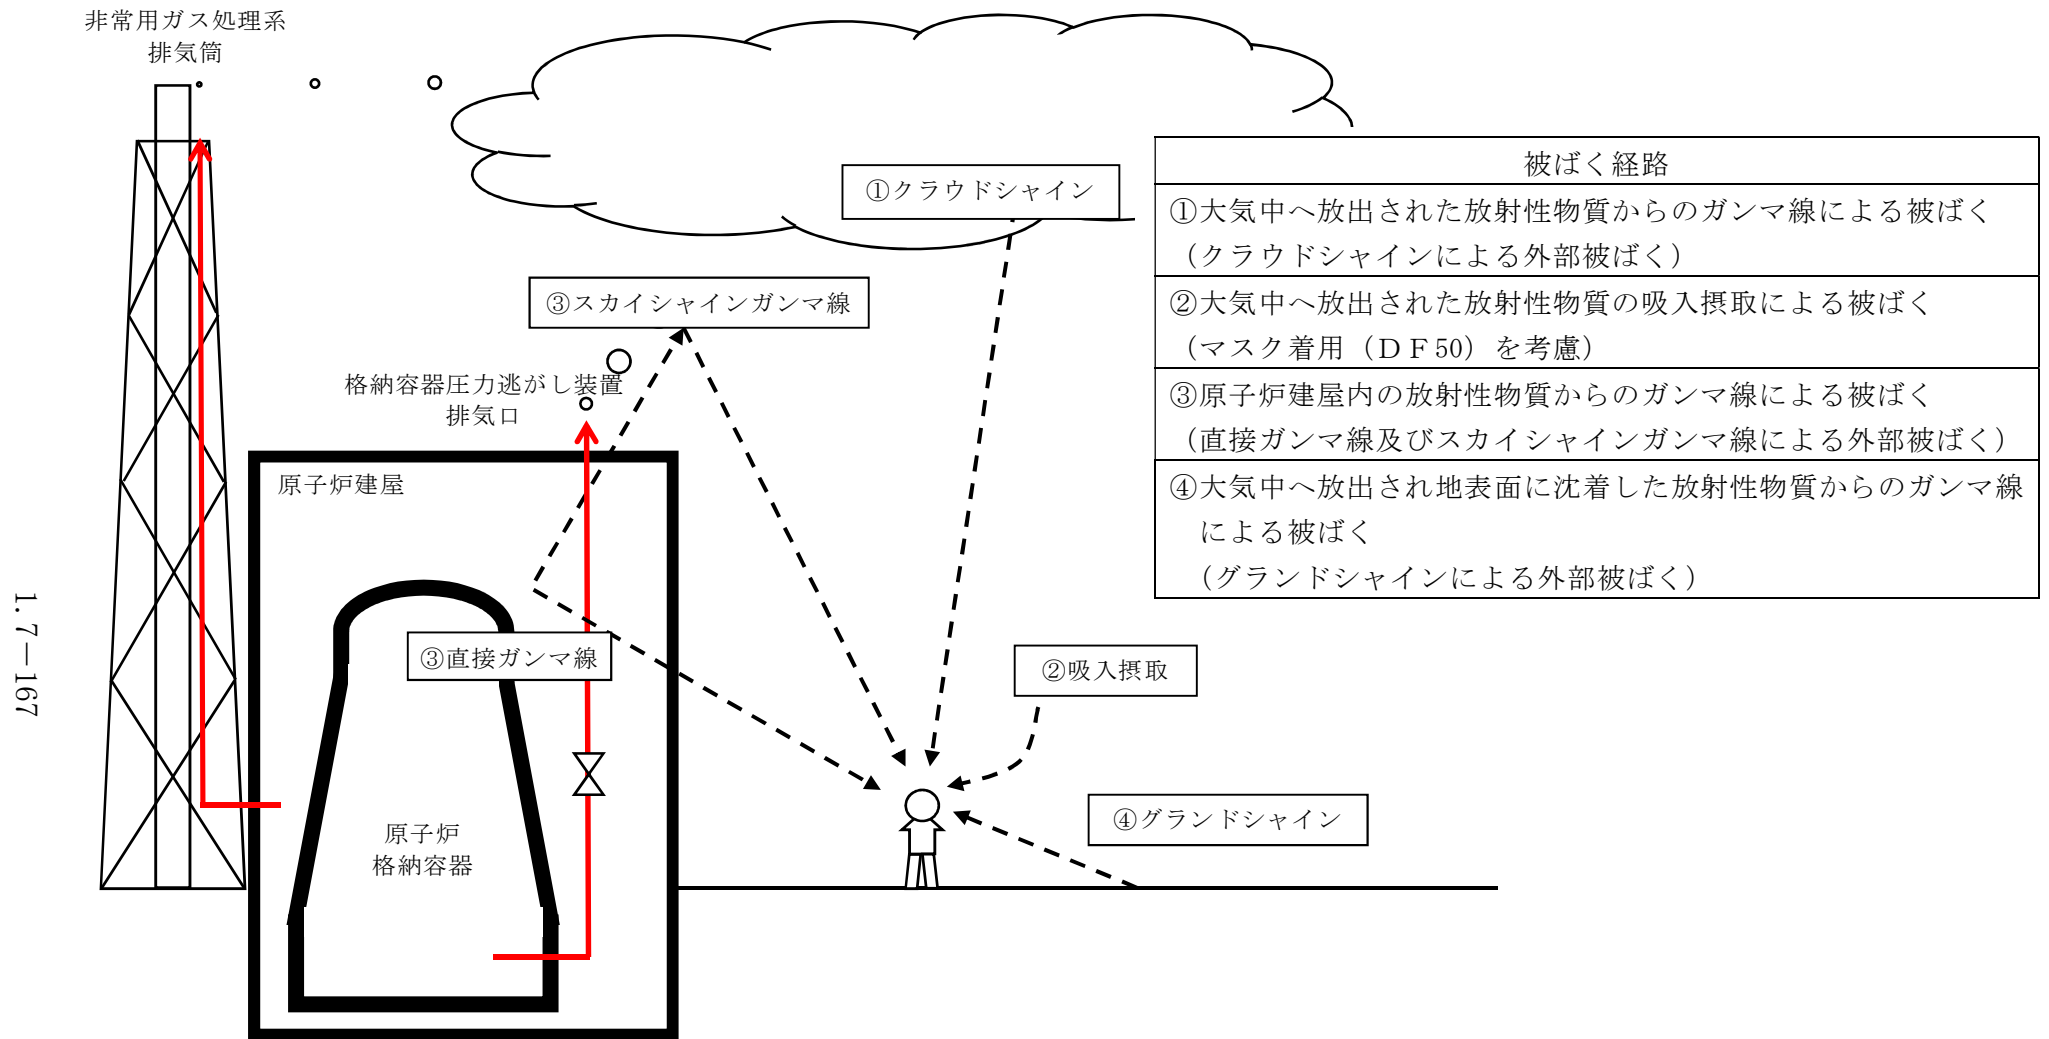 非常用ガス処理系
排気筒
①クラウドシャイン
③スカイシャインガンマ線
格納容器圧力逃がし装置
排気口
原子炉建屋
③直接ガンマ線
原子炉
格納容器
②吸入摂取
④グランドシャイン
被ばく経路
①大気中へ放出された放射性物質からのガンマ線による被ばく
（クラウドシャインによる外部被ばく）
②大気中へ放出された放射性物質の吸入摂取による被ばく
（マスク着用（ＤＦ50）を考慮）
③原子炉建屋内の放射性物質からのガンマ線による被ばく
（直接ガンマ線及びスカイシャインガンマ線による外部被ばく）
④大気中へ放出され地表面に沈着した放射性物質からのガンマ線
による被ばく
（グランドシャインによる外部被ばく）
1.7－167